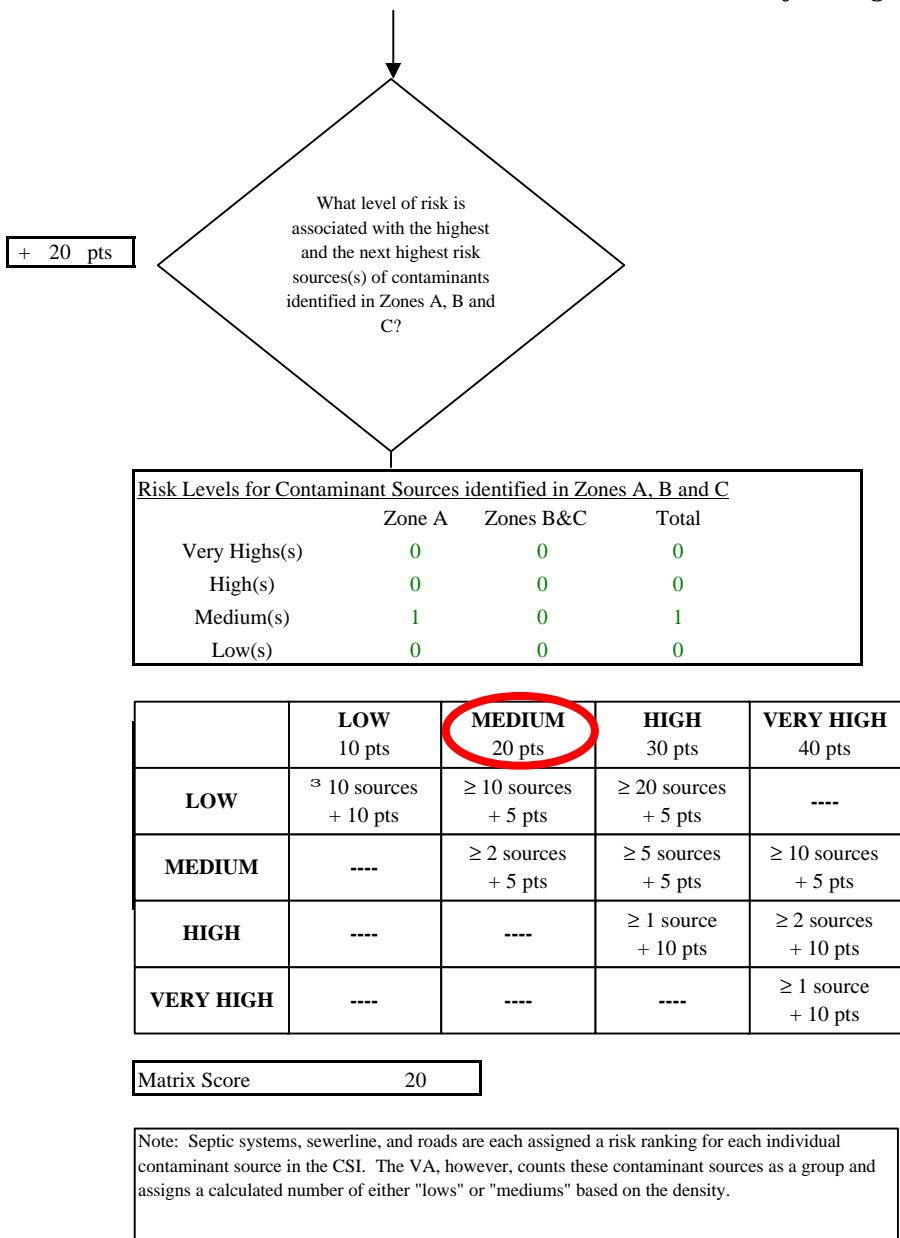 What level of risk is
associated with the highest
and the next highest risk
sources(s) of contaminants
identified in Zones A, B and
C?
+ 20 pts
Risk Levels for Contaminant Sources identified in Zones A, B and C
Zone A Zones B&C Total
Very Highs(s) 0 0 0
High(s) 0 0 0
Medium(s) 1 0 1
Low(s) 0 0 0
LOW MEDIUM HIGH VERY HIGH
10 pts 20 pts 30 pts 40 pts
LOW ³ 10 sources ≥ 10 sources ≥ 20 sources ----
+ 10 pts + 5 pts + 5 pts
MEDIUM ---- ≥ 2 sources ≥ 5 sources ≥ 10 sources
+ 5 pts + 5 pts + 5 pts
HIGH ---- ---- ≥ 1 source ≥ 2 sources
+ 10 pts + 10 pts
VERY HIGH ---- ---- ---- ≥ 1 source
+ 10 pts
Matrix Score 20
Note: Septic systems, sewerline, and roads are each assigned a risk ranking for each individual
contaminant source in the CSI. The VA, however, counts these contaminant sources as a group and
assigns a calculated number of either "lows" or "mediums" based on the density.